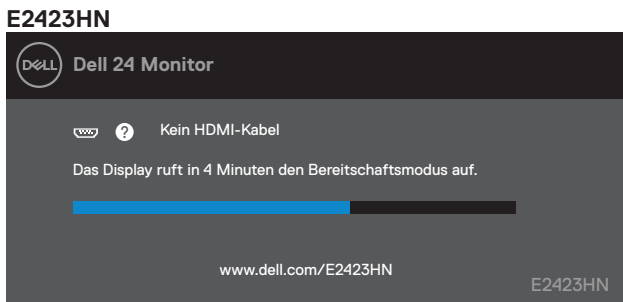 E2423HN
DELL Dell 24 Monitor
? Kein HDMI-Kabel
Das Display ruft in 4 Minuten den Bereitschaftsmodus auf.
www.dell.com/E2423HN
E2423HN